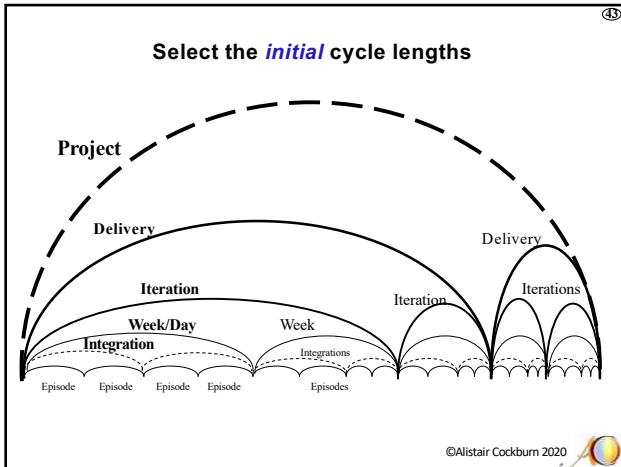 43
Select the initial cycle lengths
Project
Delivery
Delivery
Iteration
Iteration
Iterations
Week/Day
Week
Integration
Integrations
Episode Episode Episode Episode Episodes
©Alistair Cockburn 2020